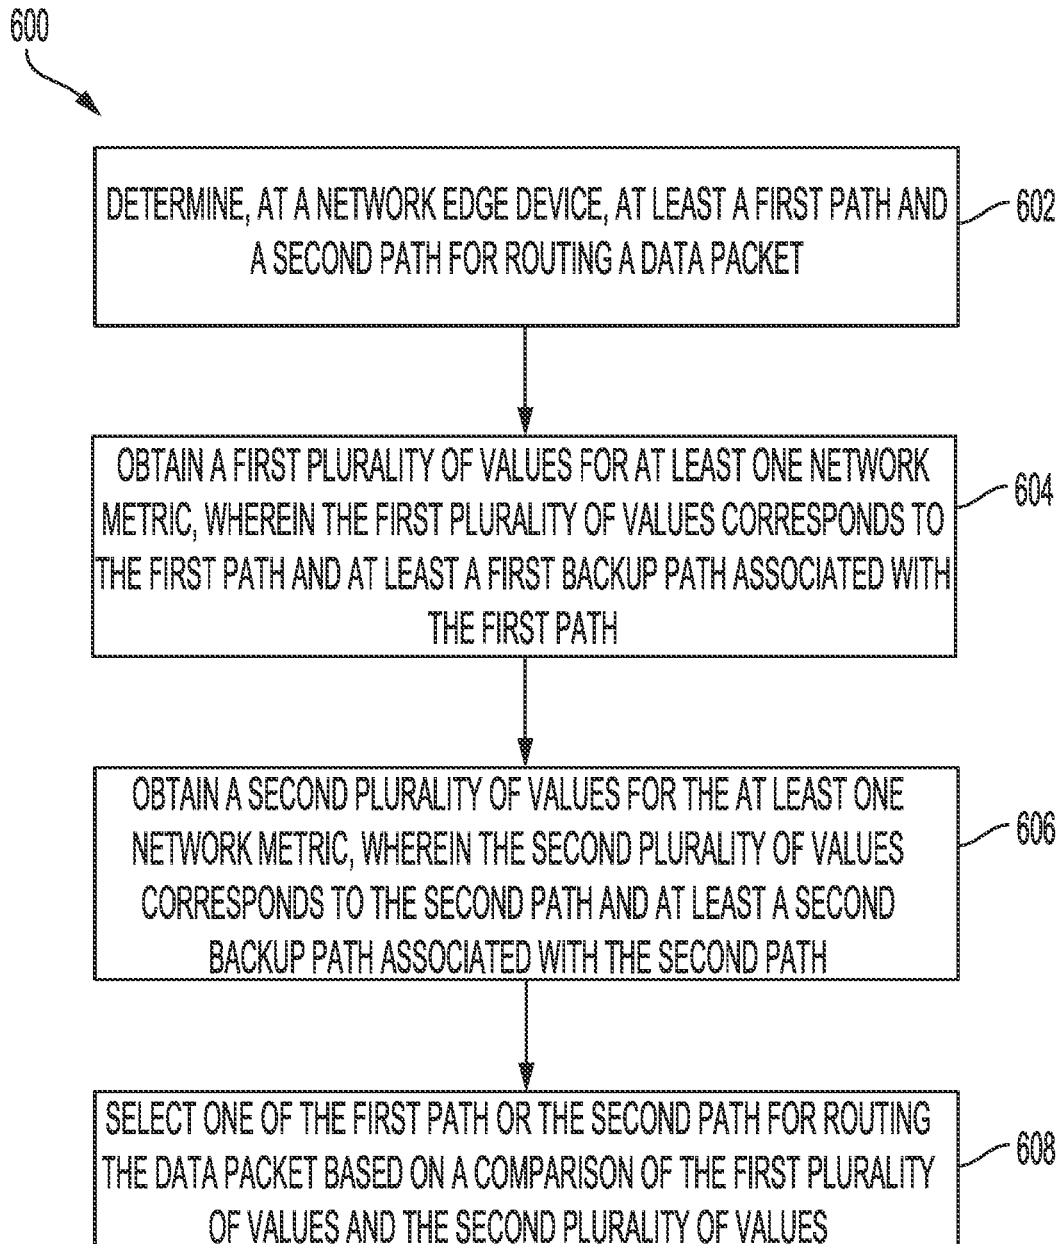 600
DETERMINE, AT A NETWORK EDGE DEVICE, AT LEAST A FIRST PATH AND
A SECOND PATH FOR ROUTING A DATA PACKET
602
OBTAIN A FIRST PLURALITY OF VALUES FOR AT LEAST ONE NETWORK
METRIC, WHEREIN THE FIRST PLURALITY OF VALUES CORRESPONDS TO
THE FIRST PATH AND AT LEAST A FIRST BACKUP PATH ASSOCIATED WITH
THE FIRST PATH
604
OBTAIN A SECOND PLURALITY OF VALUES FOR THE AT LEAST ONE
NETWORK METRIC, WHEREIN THE SECOND PLURALITY OF VALUES
CORRESPONDS TO THE SECOND PATH AND AT LEAST A SECOND
BACKUP PATH ASSOCIATED WITH THE SECOND PATH
606
SELECT ONE OF THE FIRST PATH OR THE SECOND PATH FOR ROUTING
THE DATA PACKET BASED ON A COMPARISON OF THE FIRST PLURALITY
OF VALUES AND THE SECOND PLURALITY OF VALUES
608